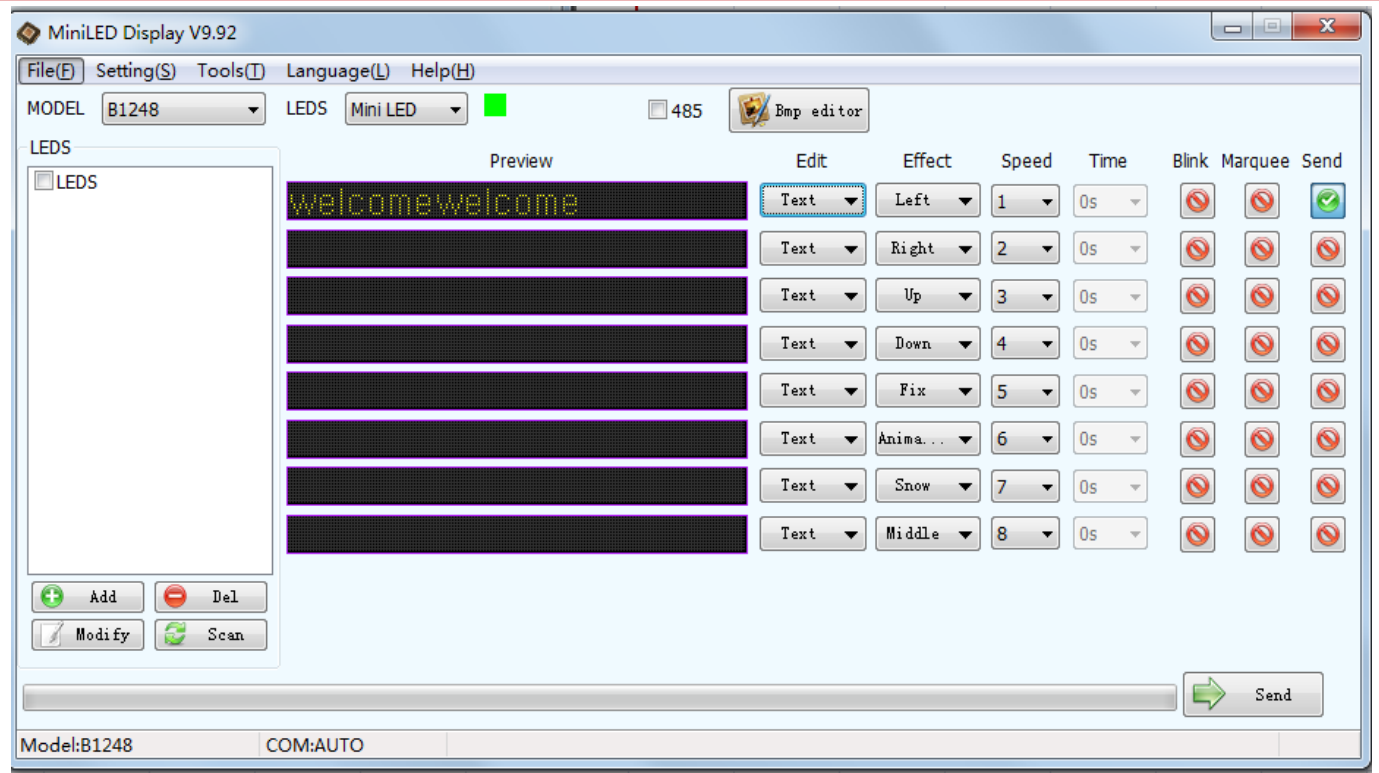 MiniLED Display V9.92
File(F) Setting(S) Tools(T) Language(L) Help(H)
MODEL B1248 LEDS Mini LED 485 Bmp editor
LEDS
Preview Edit Effect Speed Time Blink Marquee Send
LEDS
welcomewelcome Text Left 1 0s
Text Right 2 0s
Text Up 3 0s
Text Down 4 0s
Text Fix 5 0s
Text Anima... 6 0s
Text Snow 7 0s
Text Middle 8 0s
Add Del
Modify Scan
Send
Model:B1248 COM:AUTO